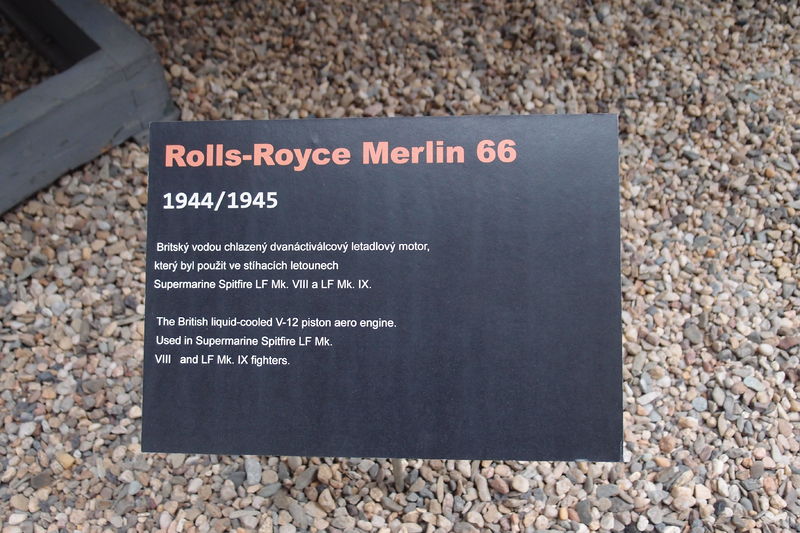 Rolls-Royce Merlin 66
1944/1945
Britský vodou chlazený dvanáctiválcový letadlový motor,
který byl použit ve stíhacích letounech
Supermarine Spitfire LF Mk. VIII a LF Mk. IX.
The British liquid-cooled V-12 piston aero engine.
Used in Supermarine Spitfire LF Mk.
VIII and LF Mk. IX fighters.